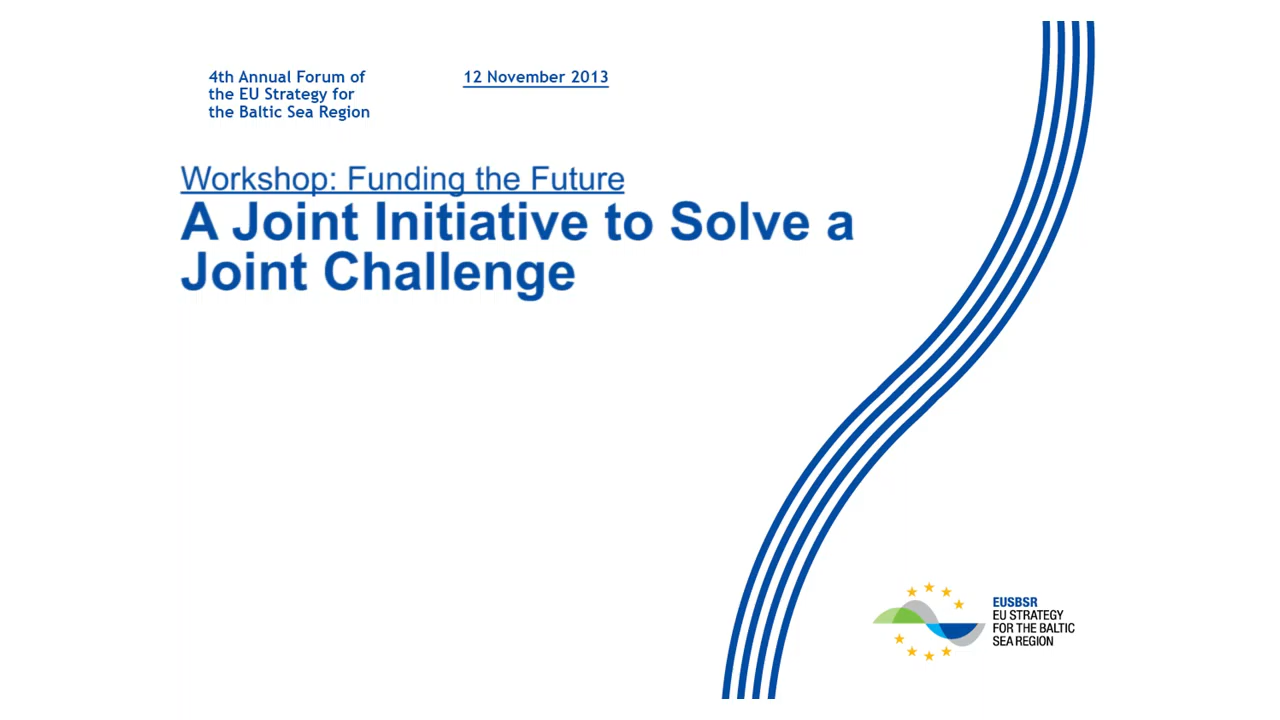 4th Annual Forum of
the EU Strategy for
the Baltic Sea Region
12 November 2013
Workshop: Funding the Future
A Joint Initiative to Solve a
Joint Challenge
EUSBSR
EU STRATEGY
FOR THE BALTIC
SEA REGION